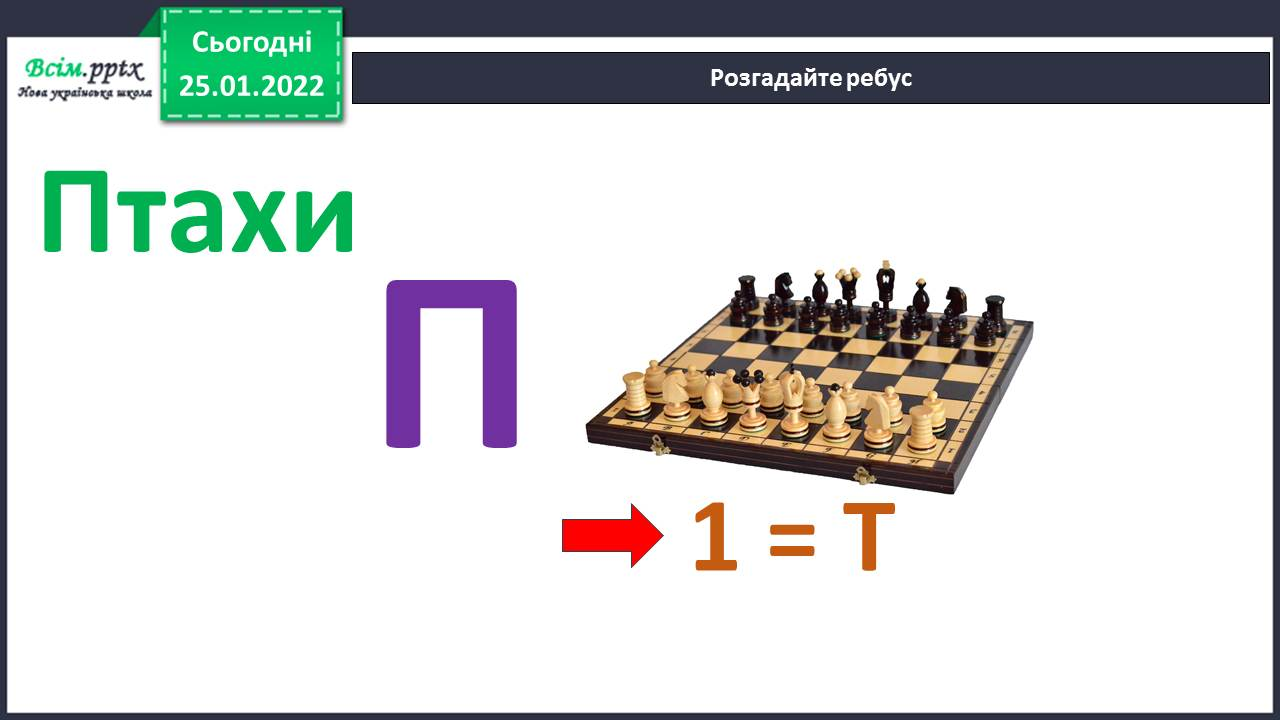 Всім.pptx
Нова українська школа
Сьогодні
25.01.2022
Розгадайте ребус
Птахи
П
1 = Т